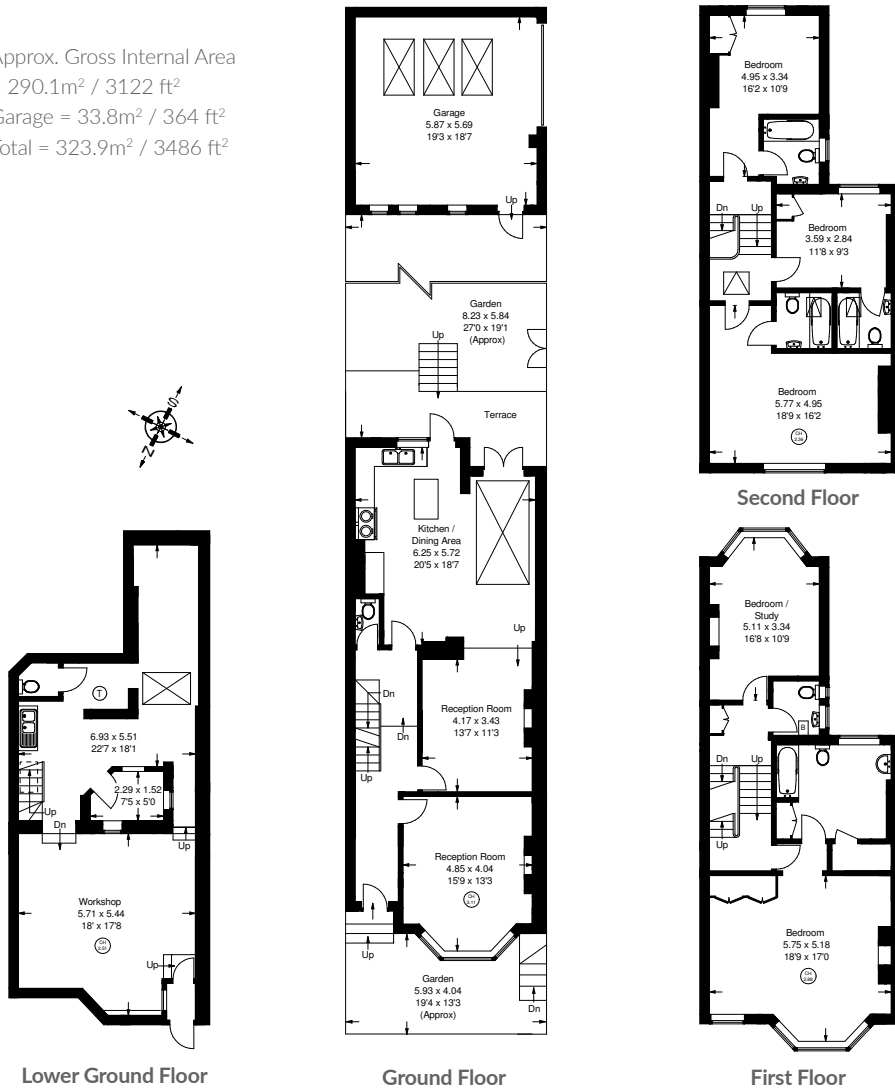 Approx. Gross Internal Area
290.1m² / 3122 ft²
Garage = 33.8m² / 364 ft²
Total = 323.9m² / 3486 ft²
Garage
5.87 x 5.69
19'3 x 18'7
Up
Garden
8.23 x 5.84
27'0 x 19'1
(Approx)
Up
Terrace
Kitchen /
Dining Area
6.25 x 5.72
20'5 x 18'7
Up
Dn
Dn
Up
Reception Room
4.17 x 3.43
13'7 x 11'3
Reception Room
4.85 x 4.04
15'9 x 13'3
CH
3.11
Up
Garden
5.93 x 4.04
19'4 x 13'3
(Approx)
Dn
Ground Floor
S
N
T
6.93 x 5.51
22'7 x 18'1
2.29 x 1.52
7'5 x 5'0
Up
Dn
Up
Workshop
5.71 x 5.44
18' x 17'8
CH
2.51
Up
Lower Ground Floor
Bedroom
4.95 x 3.34
16'2 x 10'9
Dn
Up
Bedroom
3.59 x 2.84
11'8 x 9'3
Bedroom
5.77 x 4.95
18'9 x 16'2
CH
Second Floor
Bedroom /
Study
5.11 x 3.34
16'8 x 10'9
B
Dn
Up
Up
Bedroom
5.75 x 5.18
18'9 x 17'0
CH
First Floor